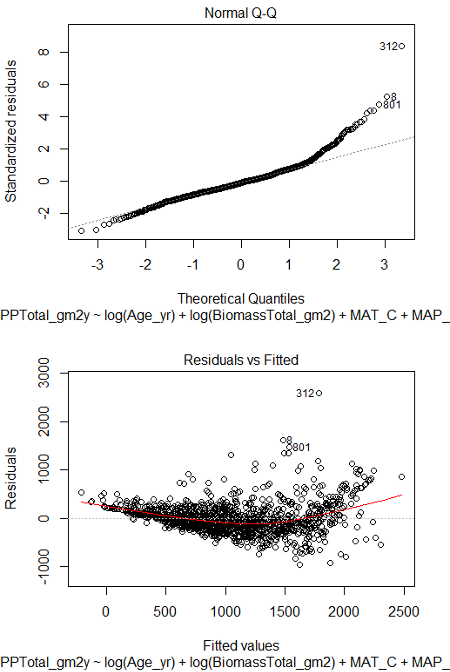 Normal Q-Q
Standardized residuals
8
6
4
2
0
-2
312
8
801
-3 -2 -1 0 1 2 3
Theoretical Quantiles
PPTotal_gm2y ~ log(Age_yr) + log(BiomassTotal_gm2) + MAT_C + MAP_
Residuals vs Fitted
Residuals
3000
1000
0
-1000
312
8
801
0 500 1000 1500 2000 2500
Fitted values
PPTotal_gm2y ~ log(Age_yr) + log(BiomassTotal_gm2) + MAT_C + MAP_